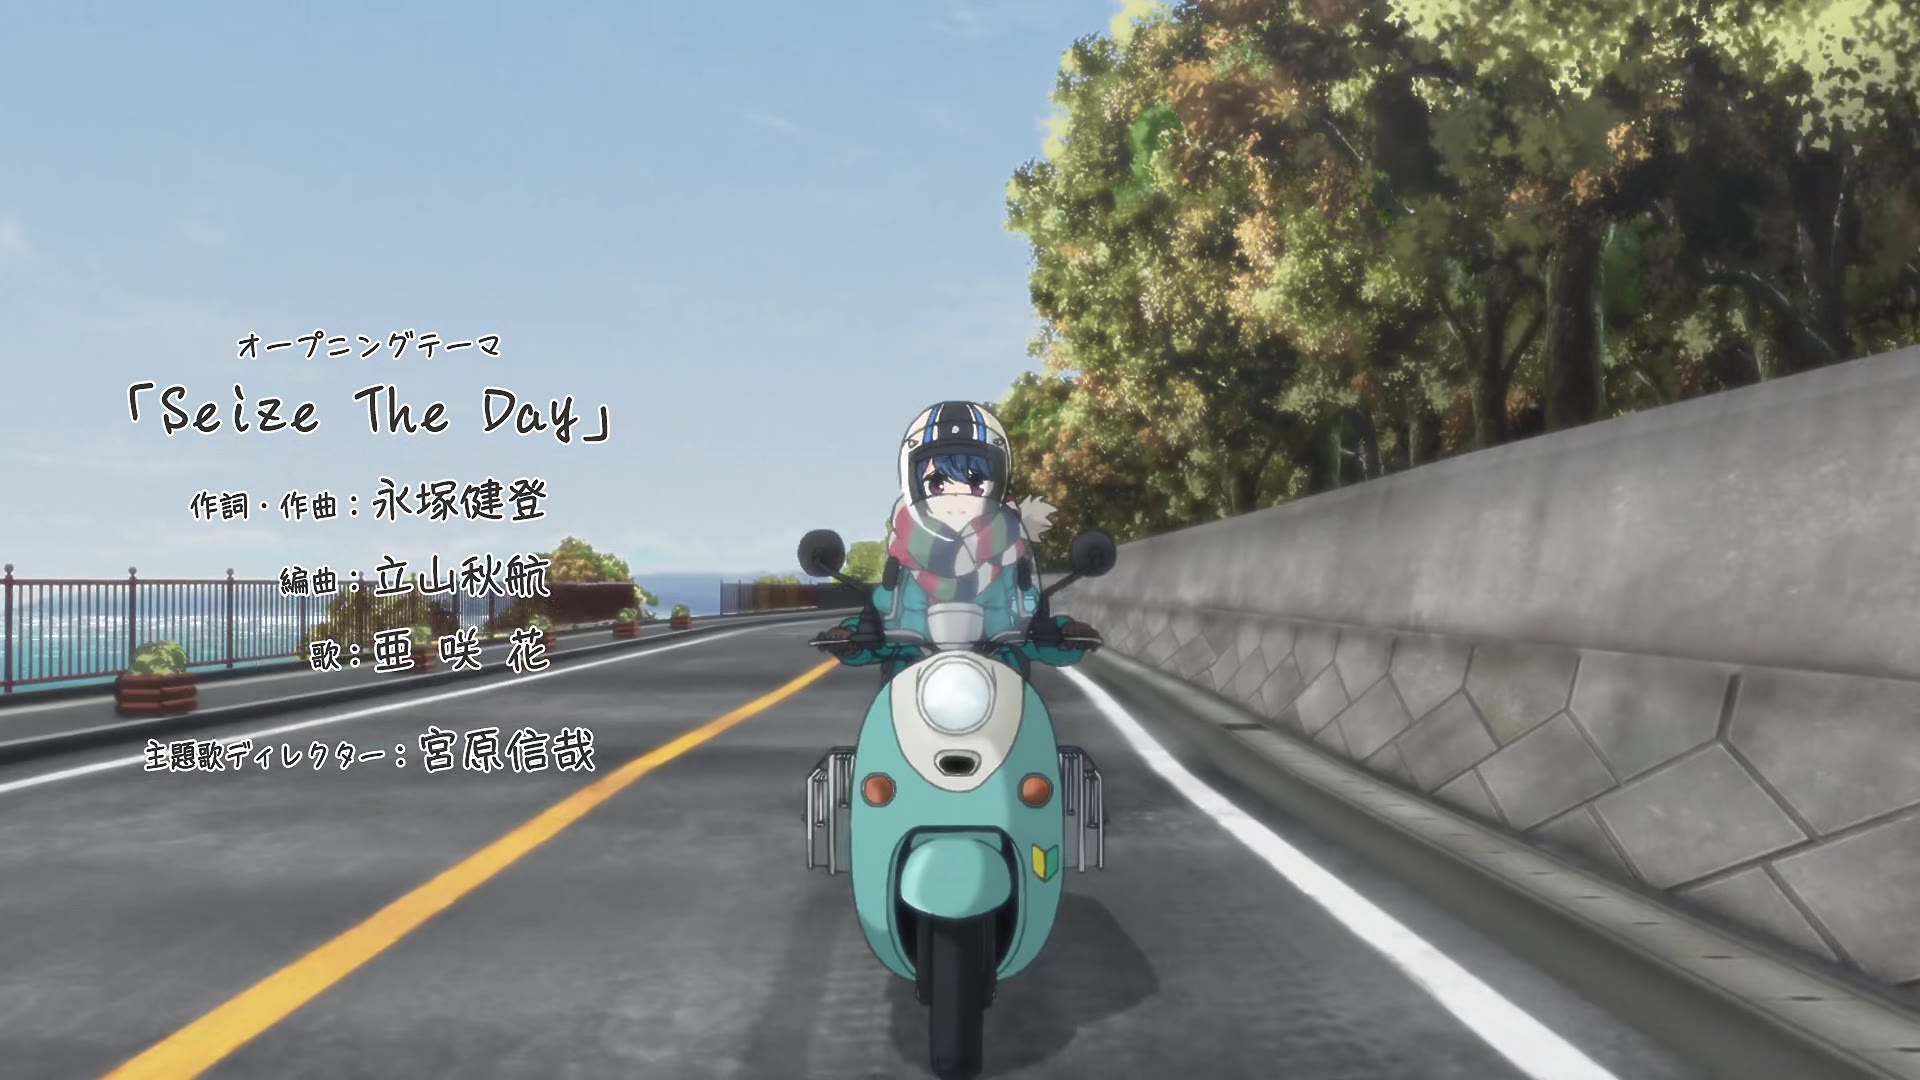 オープニングテーマ
「Seize The Day」
作詞・作曲：永塚健登
編曲：立山秋航
歌：亜咲花
主題歌ディレクター：宮原信哉